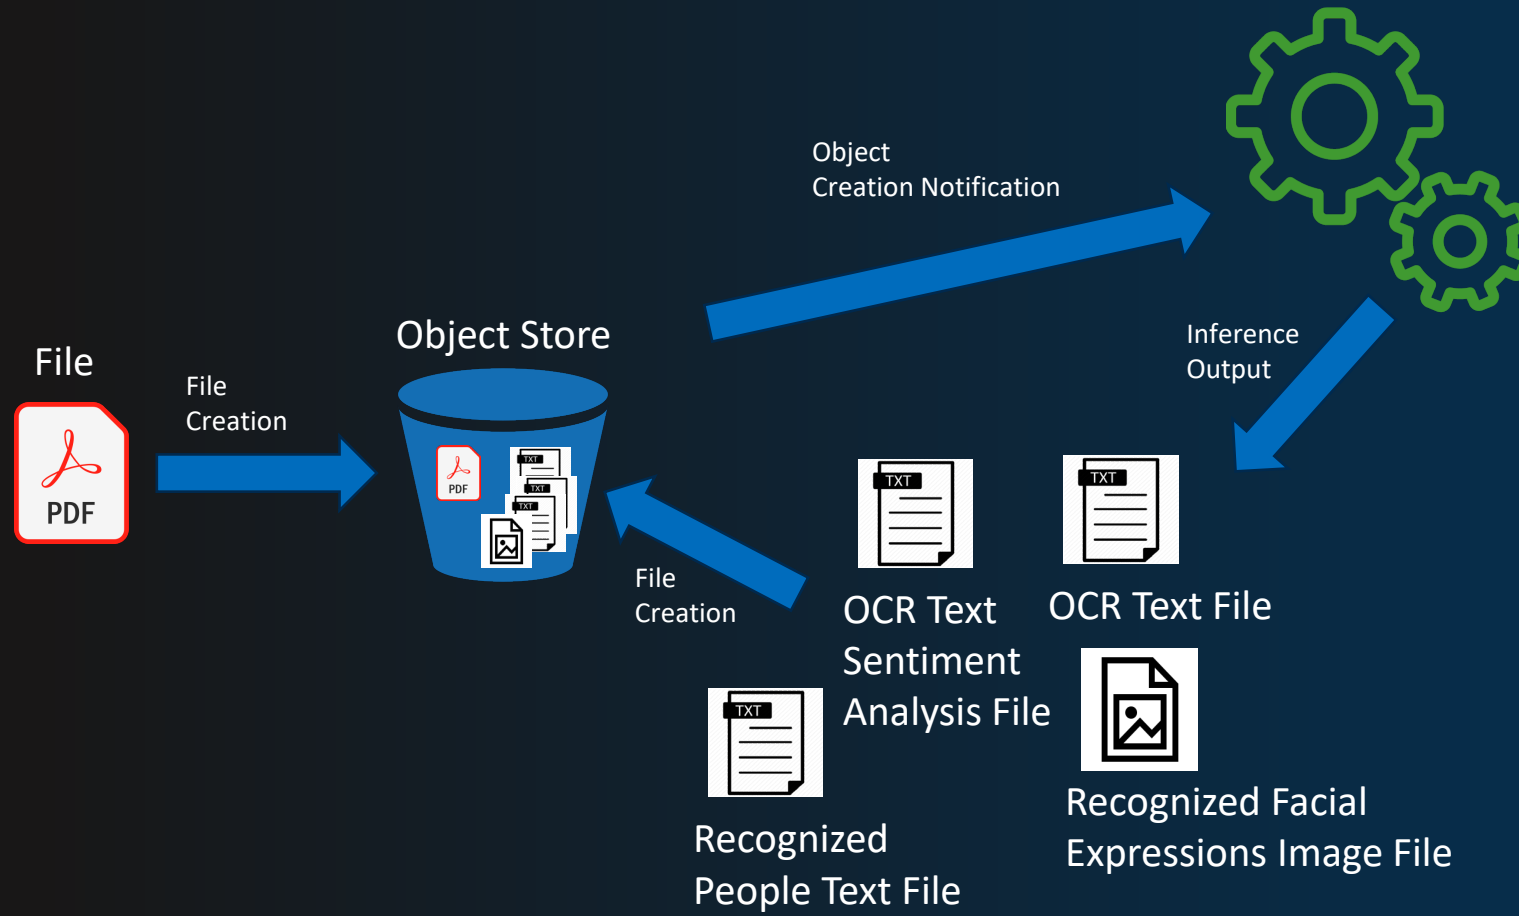 Object
Creation Notification
Object Store
File
File
Creation
PDF
PDF
TXT
TXT
TXT
Inference
Output
File
Creation
TXT
OCR Text
Sentiment
Analysis File
TXT
OCR Text File
TXT
Recognized
People Text File
Recognized Facial
Expressions Image File